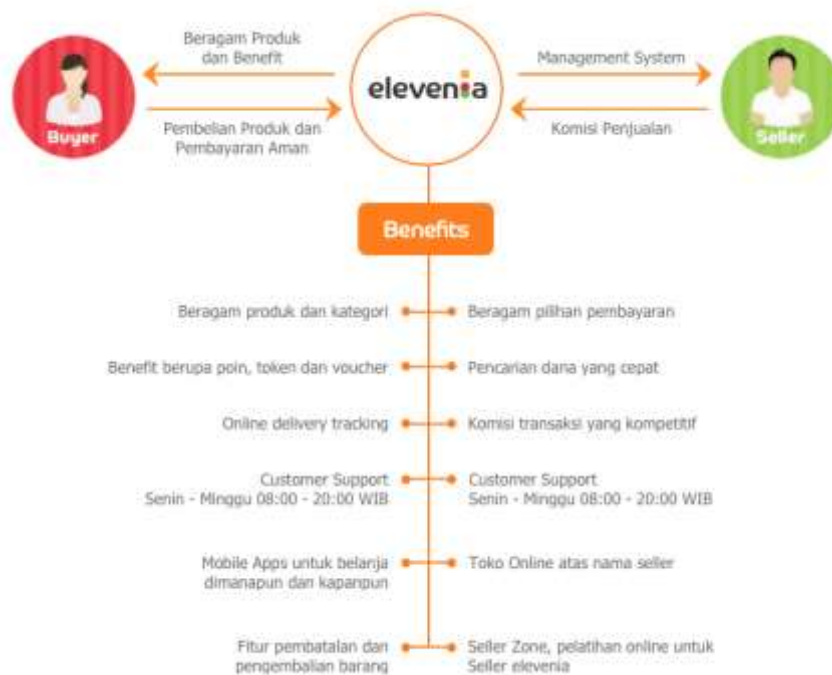 Beragam Produk
dan Benefit
elevenia
Management System
Buyer
Pembelian Produk dan
Pembayaran Aman
Komisi Penjualan
Seller
Benefits
Beragam produk dan kategori
Beragam pilihan pembayaran
Benefit berupa poin, token dan voucher
Pencarian dana yang cepat
Online delivery tracking
Komisi transaksi yang kompetitif
Customer Support
Senin - Minggu 08:00 - 20:00 WIB
Customer Support
Senin - Minggu 08:00 - 20:00 WIB
Mobile Apps untuk belanja
dimanapun dan kapanpun
Toko Online atas nama seller
Fitur pembatalan dan
pengembalian barang
Seller Zone, pelatihan online untuk
Seller elevenia